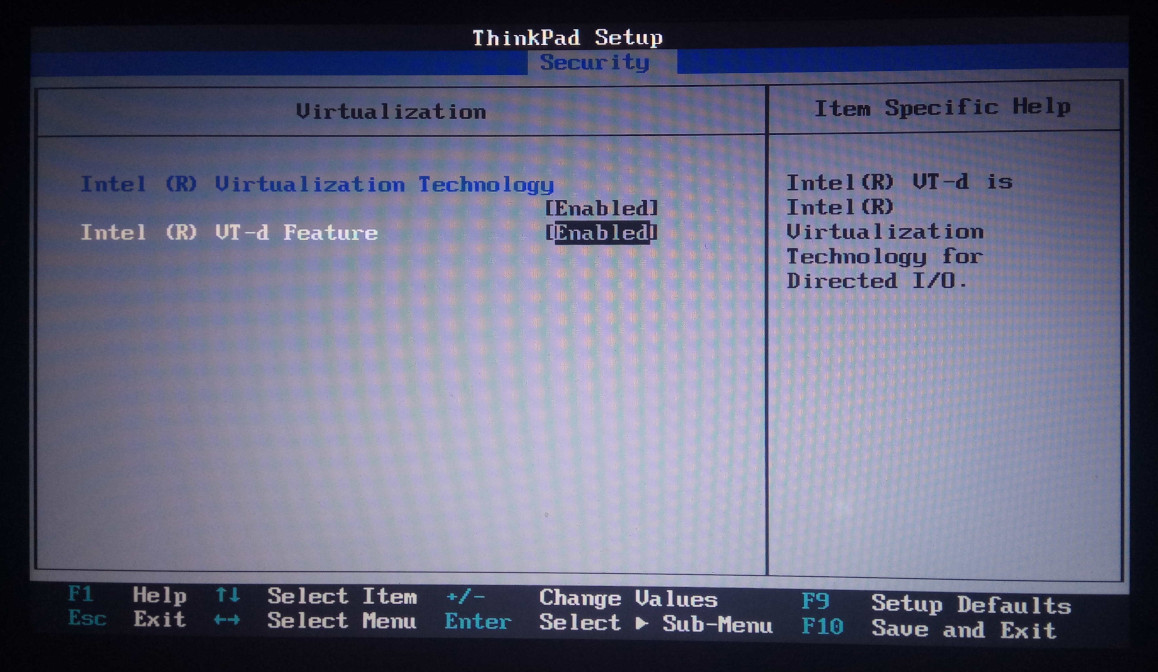 ThinkPad Setup
Security
Virtualization
Item Specific Help
Intel (R) Virtualization Technology
[Enabled]
Intel (R) VT-d Feature [Enabled]
Intel(R) VT-d is
Intel(R)
Virtualization
Technology for
Directed I/O.
F1 Help ↑↓ Select Item +/- Change Values F9 Setup Defaults
Esc Exit ←→ Select Menu Enter Select ▶ Sub-Menu F10 Save and Exit